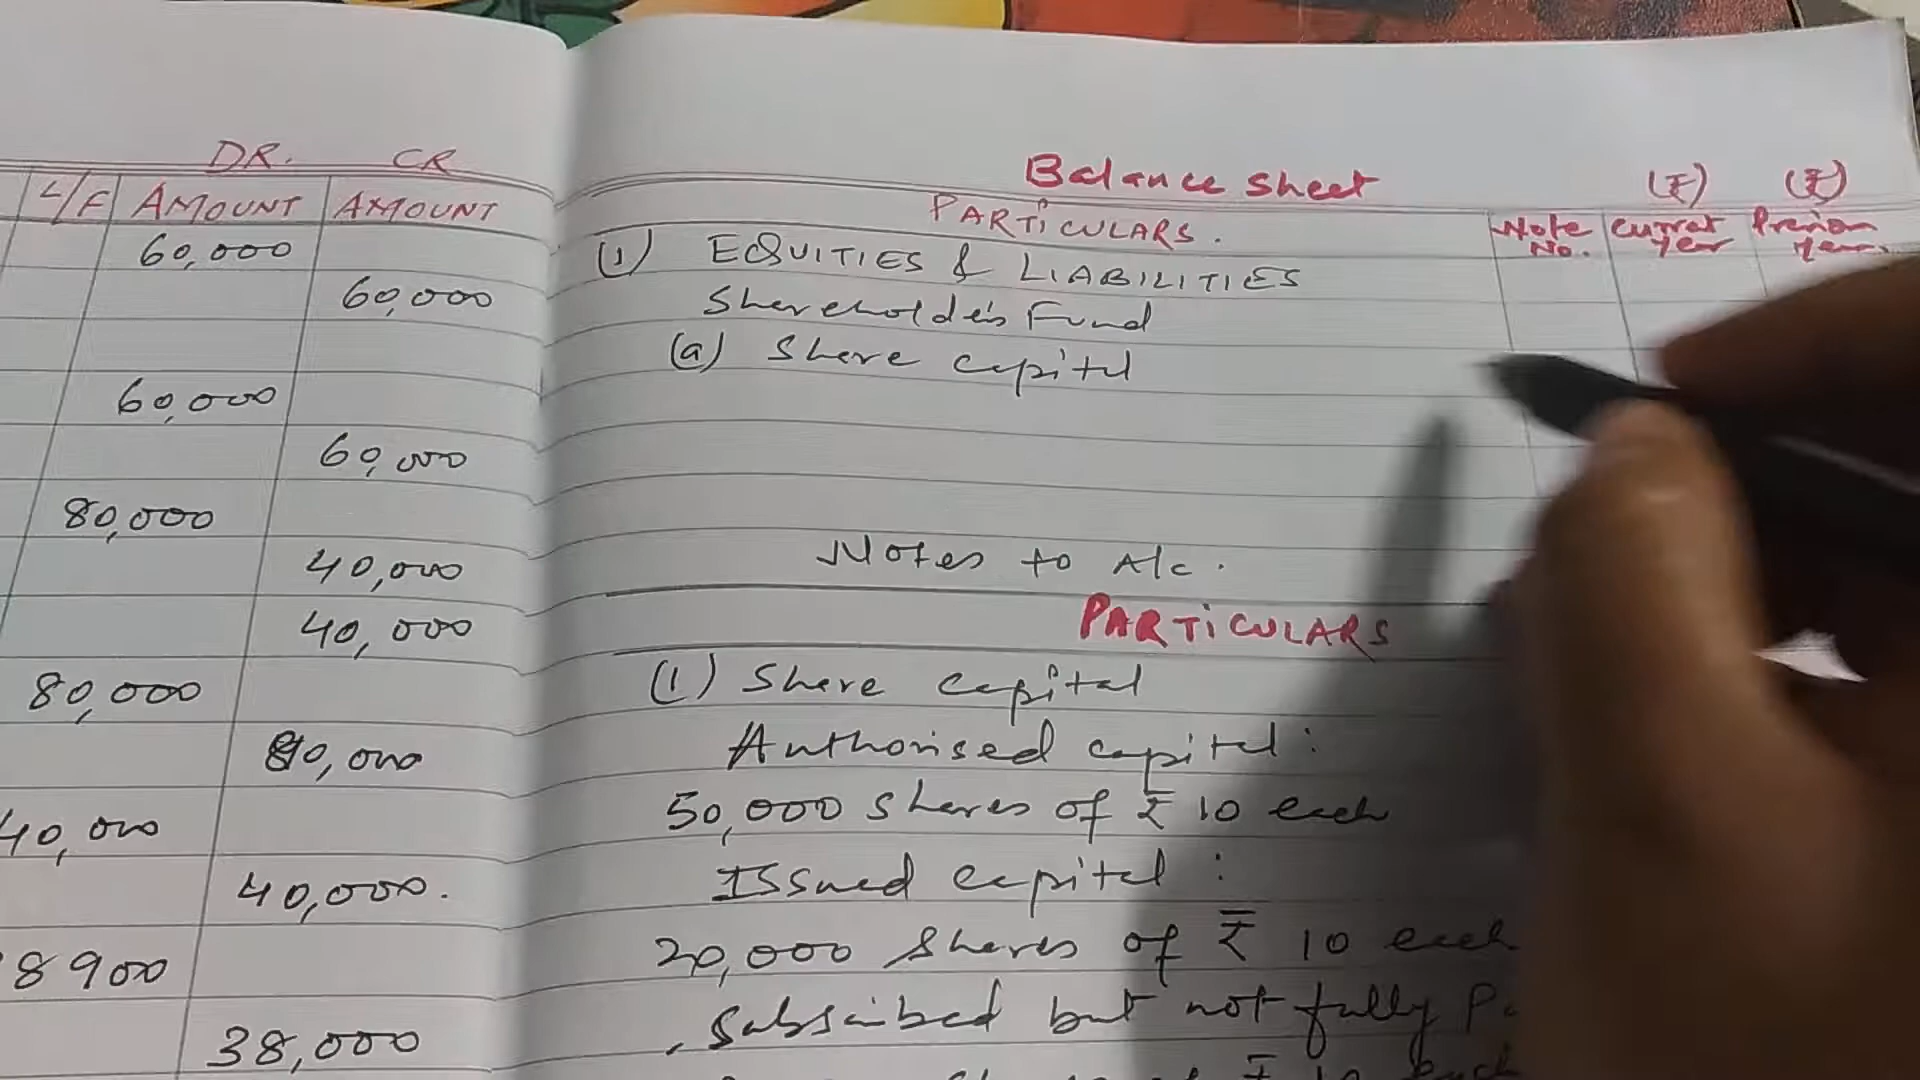 DR. CR
L/F AMOUNT AMOUNT
60,000
60,000
60,000
60,000
80,000
40,000
40,000
80,000
80,000
40,000
40,000.
8900
38,000
Balance Sheet (₹) (₹)
PARTICULARS. Note No. Current year
(1) EQUITIES & LIABILITIES
Shareholder's Fund
(a) Share capital
Notes to A/c.
PARTICULARS
(1) Share capital
Authorised capital:
50,000 shares of ₹ 10 each
Issued capital:
20,000 shares of ₹ 10 each
Subscribed but not fully